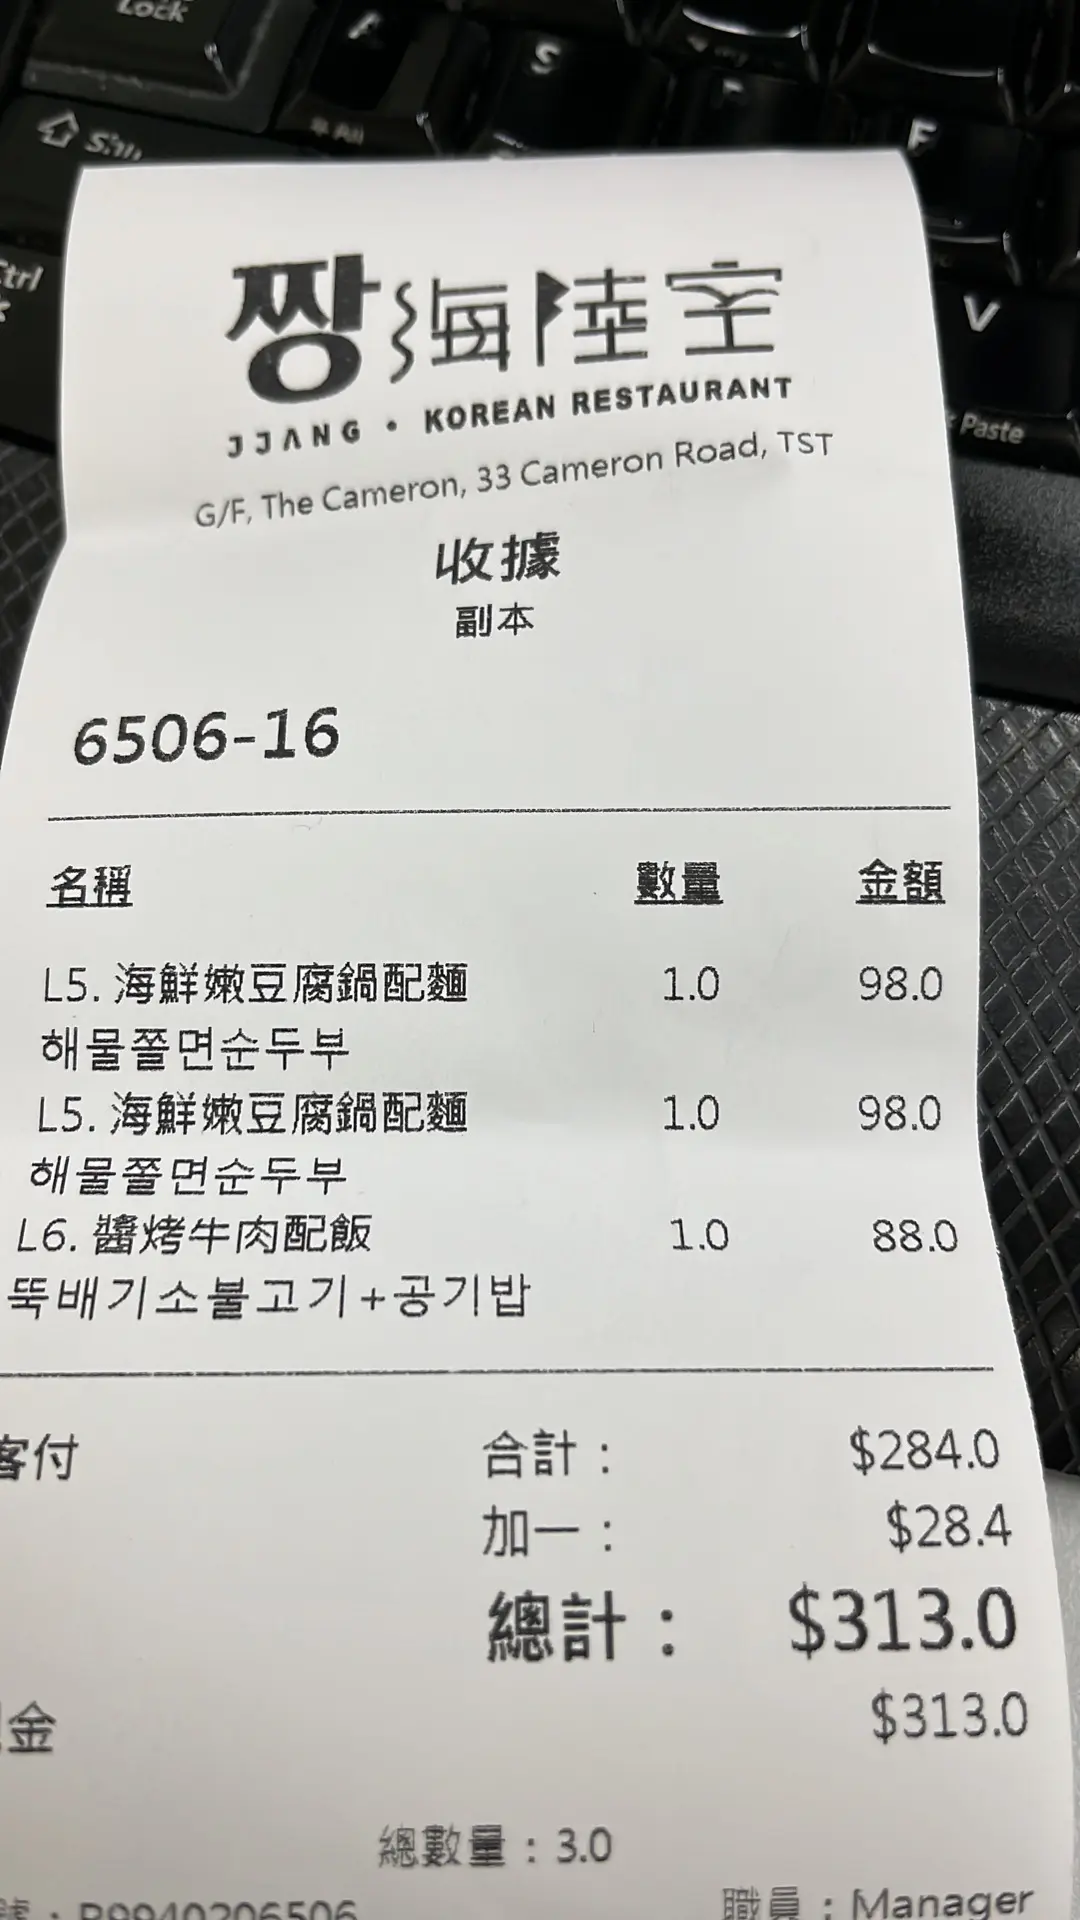 Lock
S
F
V
Paste
짱 海陸空
JJANG • KOREAN RESTAURANT
G/F, The Cameron, 33 Cameron Road, TST
收據
副本
6506-16
名稱 數量 金額
L5. 海鮮嫩豆腐鍋配麵 1.0 98.0
해물쫄면순두부
L5. 海鮮嫩豆腐鍋配麵 1.0 98.0
해물쫄면순두부
L6. 醬烤牛肉配飯 1.0 88.0
뚝배기소불고기+공기밥
客付 合計 : $284.0
加一 : $28.4
總計 : $313.0
金 $313.0
總數量 : 3.0
職員 : Manager